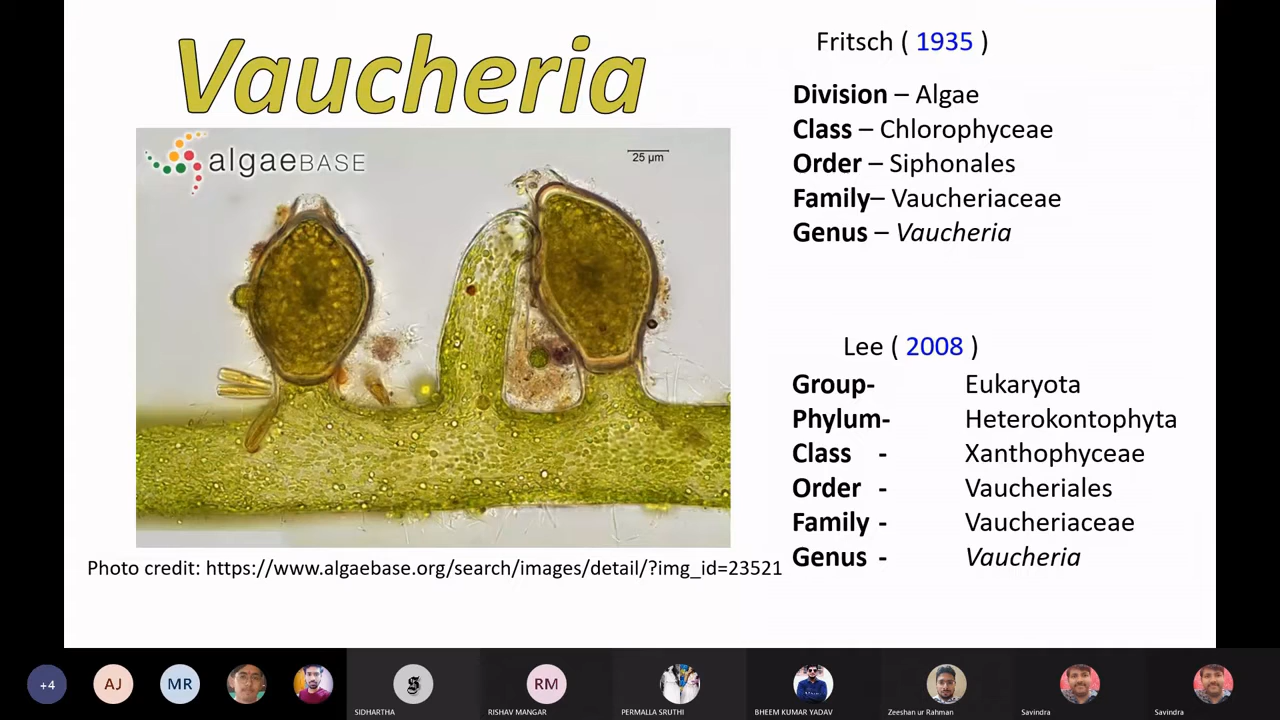 Vaucheria
algaeBASE
25 µm
Photo credit: https://www.algaebase.org/search/images/detail/?img_id=23521
Fritsch ( 1935 )
Division – Algae
Class – Chlorophyceae
Order – Siphonales
Family– Vaucheriaceae
Genus – Vaucheria
Lee ( 2008 )
Group- Eukaryota
Phylum- Heterokontophyta
Class - Xanthophyceae
Order - Vaucheriales
Family - Vaucheriaceae
Genus - Vaucheria
+4
AJ
MR
SIDHARTHA
RM
RISHAV MANGAR
PERMALLA SRUTHI
BHEEM KUMAR YADAV
Zeeshan ur Rahman
Savindra
Savindra